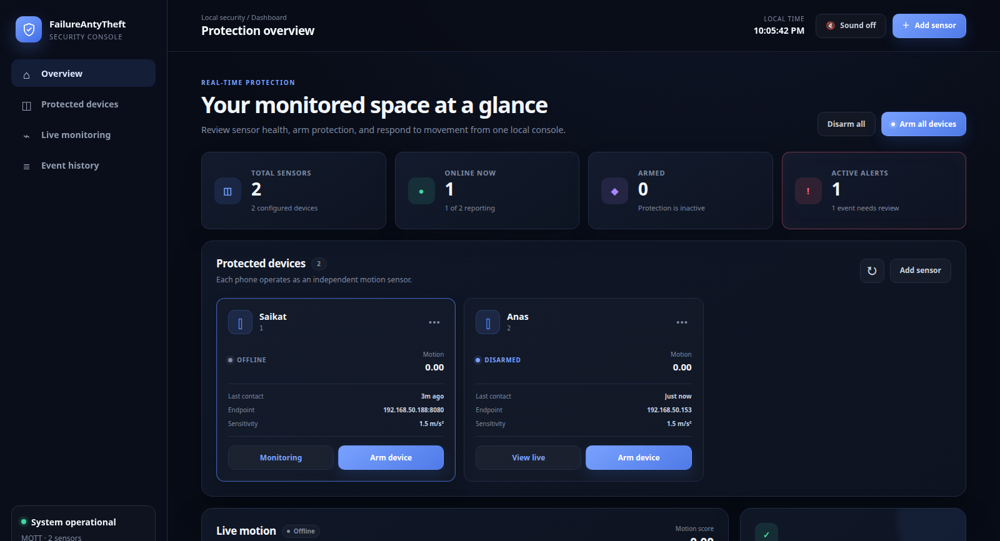 FailureAntyTheft
SECURITY CONSOLE
Overview
Protected devices
Live monitoring
Event history
System operational
MQTT · 2 sensors
Local security / Dashboard
Protection overview
LOCAL TIME
10:05:42 PM
Sound off
+ Add sensor
REAL-TIME PROTECTION
Your monitored space at a glance
Review sensor health, arm protection, and respond to movement from one local console.
Disarm all
Arm all devices
TOTAL SENSORS
2
2 configured devices
ONLINE NOW
1
1 of 2 reporting
ARMED
0
Protection is inactive
!
ACTIVE ALERTS
1
1 event needs review
Protected devices 2
Each phone operates as an independent motion sensor.
Add sensor
Saikat
1
OFFLINE
Motion
0.00
Last contact 3m ago
Endpoint 192.168.50.188:8080
Sensitivity 1.5 m/s²
Monitoring
Arm device
Anas
2
DISARMED
Motion
0.00
Last contact Just now
Endpoint 192.168.50.153
Sensitivity 1.5 m/s²
View live
Arm device
Live motion Offline
Motion score
0.00